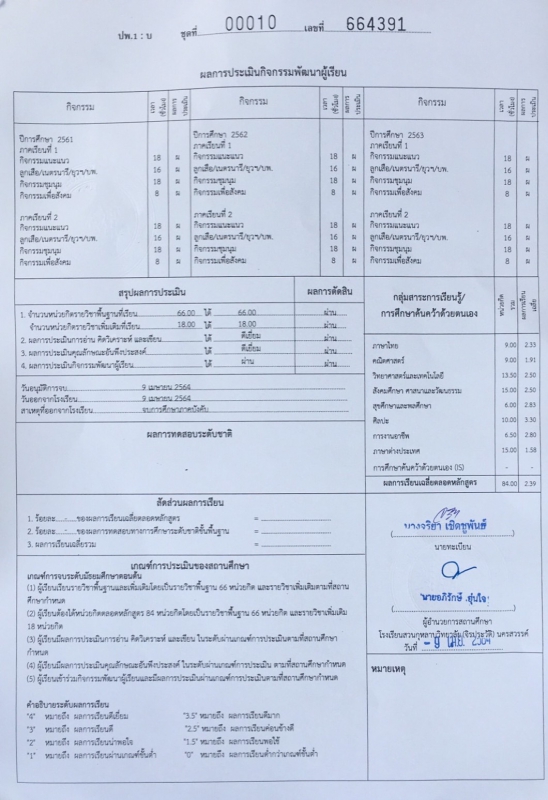 ปพ.1 : บ ชุดที่ 00010 เลขที่ 664391
ผลการประเมินกิจกรรมพัฒนาผู้เรียน
กิจกรรม เวลา (ชั่วโมง) ผลการประเมิน กิจกรรม เวลา (ชั่วโมง) ผลการประเมิน กิจกรรม เวลา (ชั่วโมง) ผลการประเมิน
ปีการศึกษา 2561 ปีการศึกษา 2562 ปีการศึกษา 2563
ภาคเรียนที่ 1 ภาคเรียนที่ 1 ภาคเรียนที่ 1
กิจกรรมแนะแนว 18 ผ กิจกรรมแนะแนว 18 ผ กิจกรรมแนะแนว 18 ผ
ลูกเสือ/เนตรนารี/ยุวฯ/บพ. 16 ผ ลูกเสือ/เนตรนารี/ยุวฯ/บพ. 16 ผ ลูกเสือ/เนตรนารี/ยุวฯ/บพ. 16 ผ
กิจกรรมชุมนุม 18 ผ กิจกรรมชุมนุม 18 ผ กิจกรรมชุมนุม 18 ผ
กิจกรรมเพื่อสังคม 8 ผ กิจกรรมเพื่อสังคม 8 ผ กิจกรรมเพื่อสังคม 8 ผ
ภาคเรียนที่ 2 ภาคเรียนที่ 2 ภาคเรียนที่ 2
กิจกรรมแนะแนว 18 ผ กิจกรรมแนะแนว 18 ผ กิจกรรมแนะแนว 18 ผ
ลูกเสือ/เนตรนารี/ยุวฯ/บพ. 16 ผ ลูกเสือ/เนตรนารี/ยุวฯ/บพ. 16 ผ ลูกเสือ/เนตรนารี/ยุวฯ/บพ. 16 ผ
กิจกรรมชุมนุม 18 ผ กิจกรรมชุมนุม 18 ผ กิจกรรมชุมนุม 18 ผ
กิจกรรมเพื่อสังคม 8 ผ กิจกรรมเพื่อสังคม 8 ผ กิจกรรมเพื่อสังคม 8 ผ
สรุปผลการประเมิน ผลการตัดสิน
1. จำนวนหน่วยกิตรายวิชาพื้นฐานที่เรียน 66.00 ได้ 66.00 ผ่าน
จำนวนหน่วยกิตรายวิชาเพิ่มเติมที่เรียน 18.00 ได้ 18.00 ผ่าน
2. ผลการประเมินการอ่าน คิดวิเคราะห์ และเขียน ได้ ดีเยี่ยม ผ่าน
3. ผลการประเมินคุณลักษณะอันพึงประสงค์ ได้ ดีเยี่ยม ผ่าน
4. ผลการประเมินกิจกรรมพัฒนาผู้เรียน ได้ ผ่าน ผ่าน
วันอนุมัติการจบ 9 เมษายน 2564
วันออกจากโรงเรียน 9 เมษายน 2564
สาเหตุที่ออกจากโรงเรียน จบการศึกษาภาคบังคับ
ผลการทดสอบระดับชาติ
-
กลุ่มสาระการเรียนรู้/
การศึกษาค้นคว้าด้วยตนเอง หน่วยกิตรวม ผลการเรียนเฉลี่ย
ภาษาไทย 9.00 2.33
คณิตศาสตร์ 9.00 1.91
วิทยาศาสตร์และเทคโนโลยี 13.50 2.50
สังคมศึกษา ศาสนาและวัฒนธรรม 15.00 2.50
สุขศึกษาและพลศึกษา 6.00 2.83
ศิลปะ 10.00 3.30
การงานอาชีพ 6.50 2.80
ภาษาต่างประเทศ 15.00 1.58
การศึกษาค้นคว้าด้วยตนเอง (IS) - -
ผลการเรียนเฉลี่ยตลอดหลักสูตร 84.00 2.39
สัดส่วนผลการเรียน
1. ร้อยละ - ของผลการเรียนเฉลี่ยตลอดหลักสูตร =
2. ร้อยละ - ของผลการทดสอบทางการศึกษาระดับชาติขั้นพื้นฐาน =
3. ผลการเรียนเฉลี่ยรวม =
เกณฑ์การประเมินของสถานศึกษา
เกณฑ์การจบระดับมัธยมศึกษาตอนต้น
(1) ผู้เรียนเรียนรายวิชาพื้นฐานและเพิ่มเติมโดยเป็นรายวิชาพื้นฐาน 66 หน่วยกิต และรายวิชาเพิ่มเติมตามที่สถาน
ศึกษากำหนด
(2) ผู้เรียนต้องได้หน่วยกิตตลอดหลักสูตร 84 หน่วยกิตโดยเป็นรายวิชาพื้นฐาน 66 หน่วยกิต และรายวิชาเพิ่มเติม
18 หน่วยกิต
(3) ผู้เรียนมีผลการประเมินการอ่าน คิดวิเคราะห์ และเขียน ในระดับผ่านเกณฑ์การประเมินตามที่สถานศึกษา
กำหนด
(4) ผู้เรียนมีผลการประเมินคุณลักษณะอันพึงประสงค์ ในระดับผ่านเกณฑ์การประเมิน ตามที่สถานศึกษากำหนด
(5) ผู้เรียนเข้าร่วมกิจกรรมพัฒนาผู้เรียนและมีผลการประเมินผ่านเกณฑ์การประเมินตามที่สถานศึกษากำหนด
คำอธิบายระดับผลการเรียน
"4" หมายถึง ผลการเรียนดีเยี่ยม "3.5" หมายถึง ผลการเรียนดีมาก
"3" หมายถึง ผลการเรียนดี "2.5" หมายถึง ผลการเรียนค่อนข้างดี
"2" หมายถึง ผลการเรียนน่าพอใจ "1.5" หมายถึง ผลการเรียนพอใช้
"1" หมายถึง ผลการเรียนผ่านเกณฑ์ขั้นต่ำ "0" หมายถึง ผลการเรียนต่ำกว่าเกณฑ์ขั้นต่ำ
( นางจริยา เชิดชูพันธ์ )
นายทะเบียน
( นายอภิรักษ์ )
ผู้อำนวยการสถานศึกษา
โรงเรียนสวนกุหลาบวิทยาลัย(จิรประวัติ) นครสวรรค์
วันที่ - 9 เม.ย. 2564
หมายเหตุ